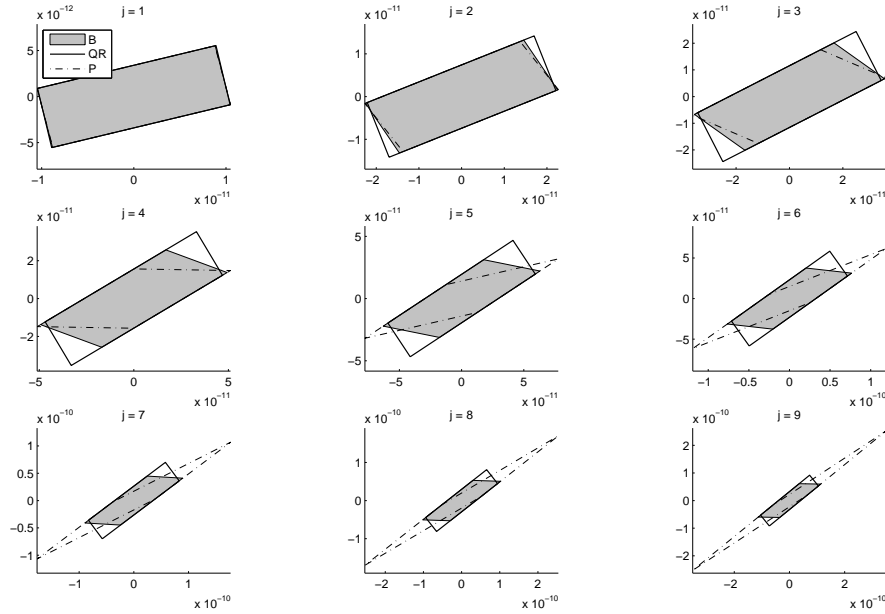 x 10⁻¹²
j = 1
5
0
−5
−1
0
1
x 10⁻¹¹
B
QR
P
x 10⁻¹¹
j = 2
1
0
−1
−2
−1
0
1
2
x 10⁻¹¹
x 10⁻¹¹
j = 3
2
1
0
−1
−2
−2
0
2
x 10⁻¹¹
x 10⁻¹¹
j = 4
2
0
−2
−5
0
5
x 10⁻¹¹
x 10⁻¹¹
j = 5
5
0
−5
−5
0
5
x 10⁻¹¹
x 10⁻¹¹
j = 6
5
0
−5
−1
−0.5
0
0.5
1
x 10⁻¹⁰
x 10⁻¹⁰
j = 7
1
0.5
0
−0.5
−1
−1
0
1
x 10⁻¹⁰
x 10⁻¹⁰
j = 8
1
0
−1
−2
−1
0
1
2
x 10⁻¹⁰
x 10⁻¹⁰
j = 9
2
1
0
−1
−2
−2
0
2
x 10⁻¹⁰